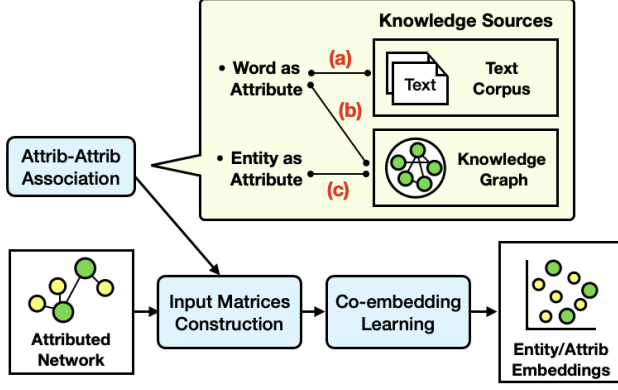 Knowledge Sources
• Word as
Attribute
(a)
Text
Text
Corpus
(b)
• Entity as
Attribute
(c)
Knowledge
Graph
Attrib-Attrib
Association
Attributed
Network
Input Matrices
Construction
Co-embedding
Learning
Entity/Attrib
Embeddings